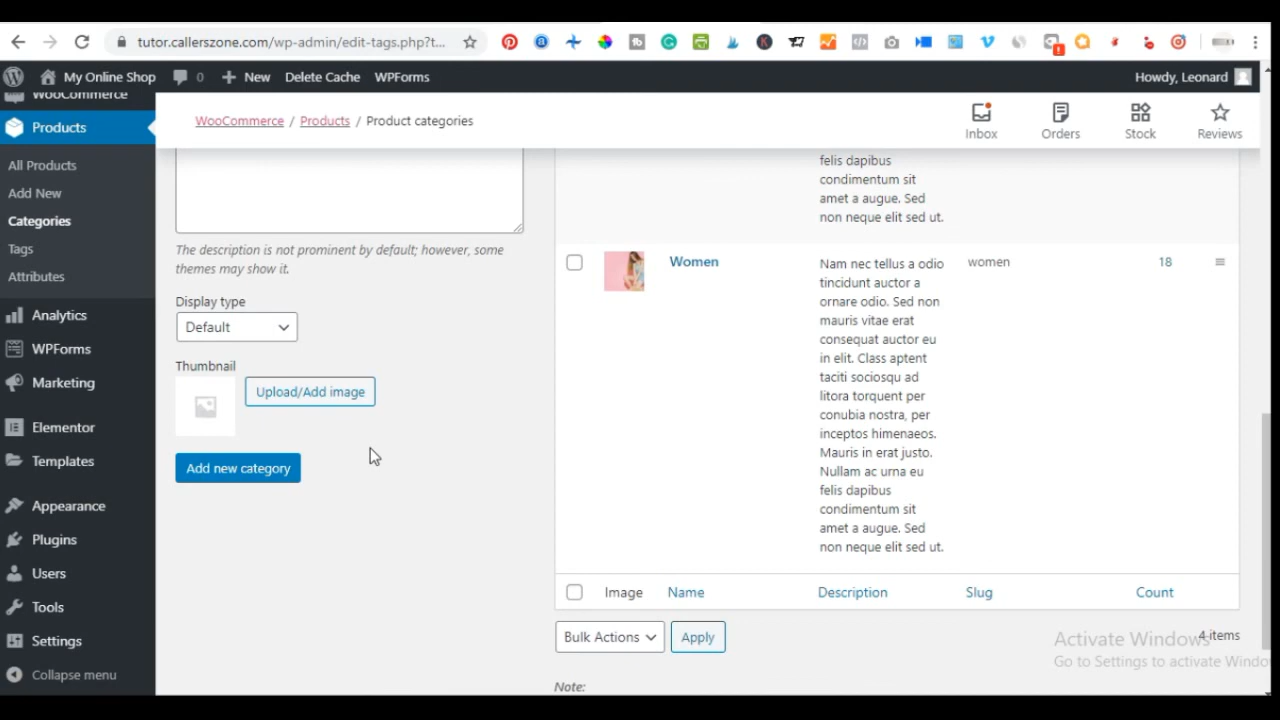 tutor.callerszone.com/wp-admin/edit-tags.php?t...
My Online Shop 0 New Delete Cache WPForms Howdy, Leonard
WooCommerce
Products
All Products
Add New
Categories
Tags
Attributes
Analytics
WPForms
Marketing
Elementor
Templates
Appearance
Plugins
Users
Tools
Settings
Collapse menu
WooCommerce / Products / Product categories
Inbox Orders Stock Reviews
The description is not prominent by default; however, some
themes may show it.
Display type
Default
Thumbnail
Upload/Add image
Add new category
felis dapibus
condimentum sit
amet a augue. Sed
non neque elit sed ut.
Women
Nam nec tellus a odio
tincidunt auctor a
ornare odio. Sed non
mauris vitae erat
consequat auctor eu
in elit. Class aptent
taciti sociosqu ad
litora torquent per
conubia nostra, per
inceptos himenaeos.
Mauris in erat justo.
Nullam ac urna eu
felis dapibus
condimentum sit
amet a augue. Sed
non neque elit sed ut.
women
18
Image Name Description Slug Count
Bulk Actions Apply
4 items
Activate Windows
Go to Settings to activate Windo
Note: